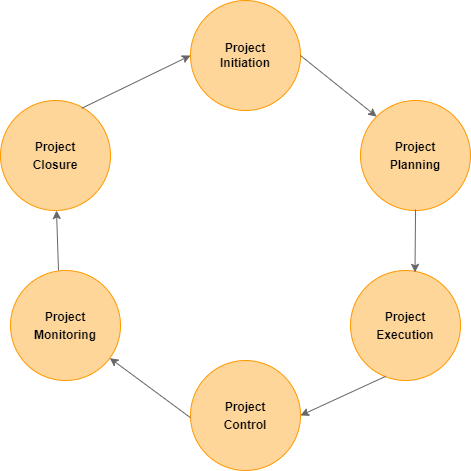 Project
Initiation
Project
Planning
Project
Execution
Project
Control
Project
Monitoring
Project
Closure